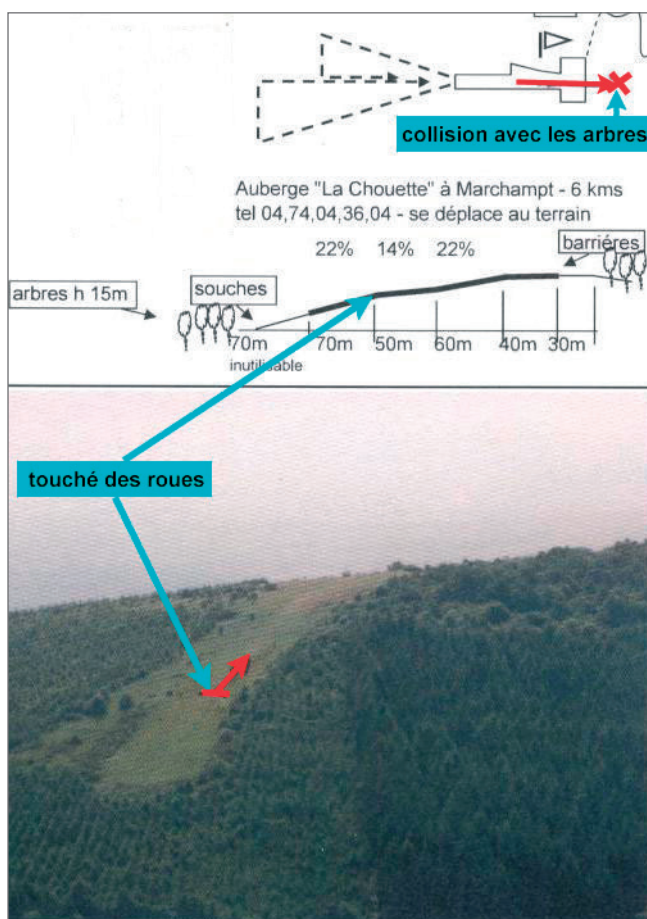 collision avec les arbres
Auberge "La Chouette" à Marchampt - 6 kms
tel 04,74,04,36,04 - se déplace au terrain
22% 14% 22%
barriéres
arbres h 15m
souches
70m 70m 50m 60m 40m 30m
inutilisable
touché des roues